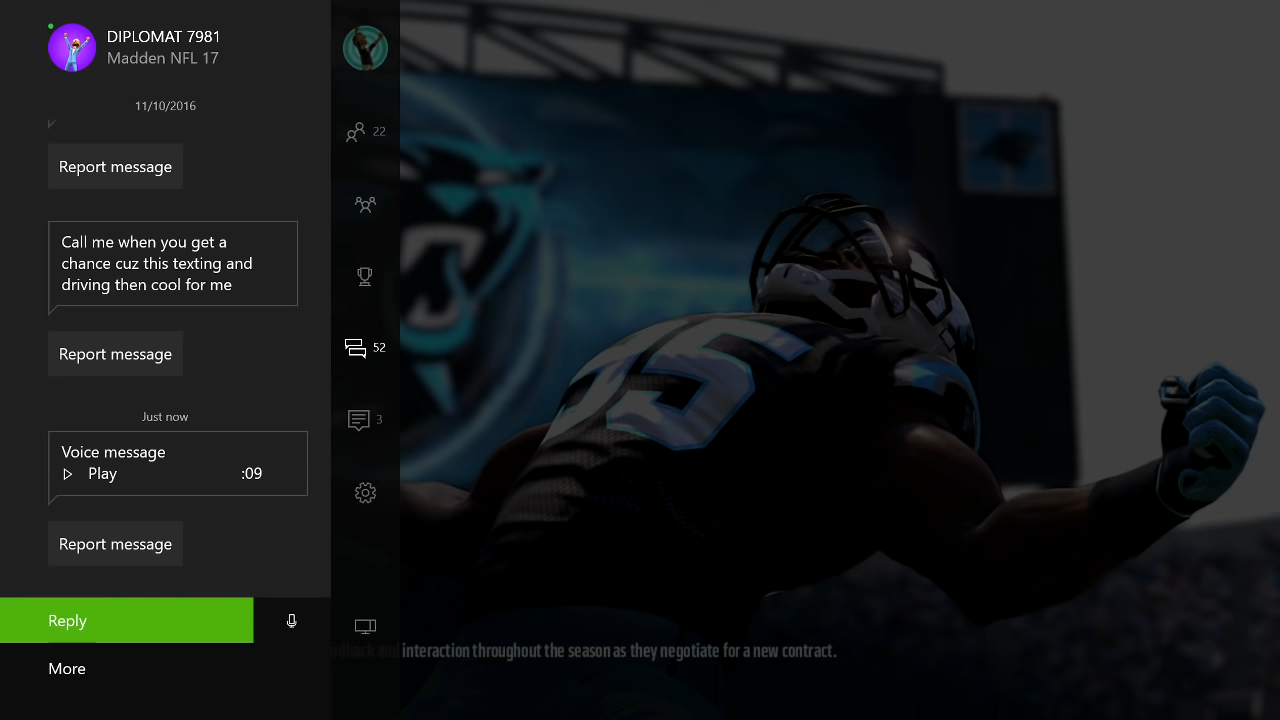 DIPLOMAT 7981
Madden NFL 17
11/10/2016
Report message
Call me when you get a
chance cuz this texting and
driving then cool for me
Report message
Just now
Voice message
Play :09
Report message
Reply
More
22
52
3
55
interaction throughout the season as they negotiate for a new contract.